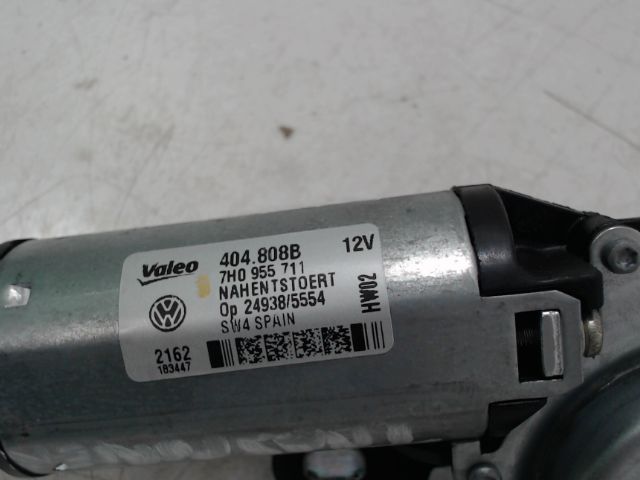 Valeo 404.808B 12V
7H0 955 711
NAHENTSTOERT
Op 24938/5554
SW4 SPAIN
HW02
2162
183447